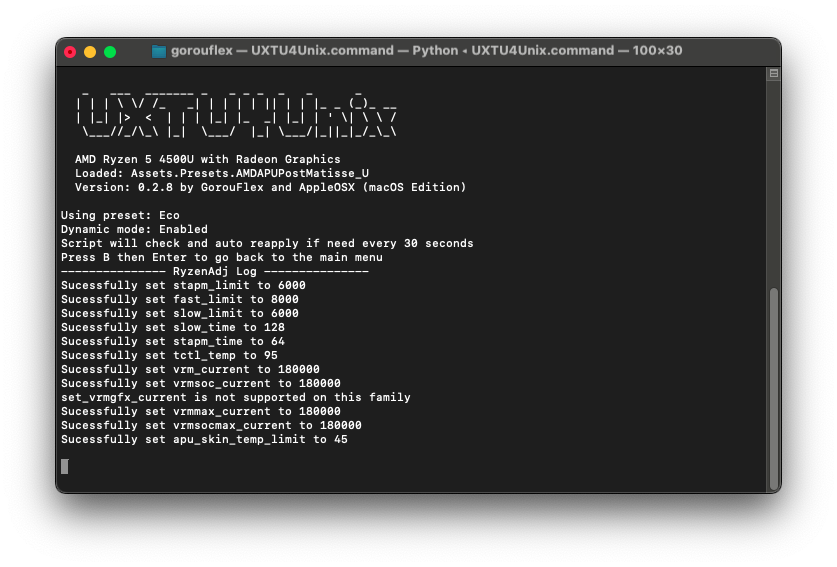 gorouflex — UXTU4Unix.command — Python ◂ UXTU4Unix.command — 100×30
UXTU4Unix
AMD Ryzen 5 4500U with Radeon Graphics
Loaded: Assets.Presets.AMDAPUPostMatisse_U
Version: 0.2.8 by GorouFlex and AppleOSX (macOS Edition)
Using preset: Eco
Dynamic mode: Enabled
Script will check and auto reapply if need every 30 seconds
Press B then Enter to go back to the main menu
--------------- RyzenAdj Log ---------------
Sucessfully set stapm_limit to 6000
Sucessfully set fast_limit to 8000
Sucessfully set slow_limit to 6000
Sucessfully set slow_time to 128
Sucessfully set stapm_time to 64
Sucessfully set tctl_temp to 95
Sucessfully set vrm_current to 180000
Sucessfully set vrmsoc_current to 180000
set_vrmgfx_current is not supported on this family
Sucessfully set vrmmax_current to 180000
Sucessfully set vrmsocmax_current to 180000
Sucessfully set apu_skin_temp_limit to 45